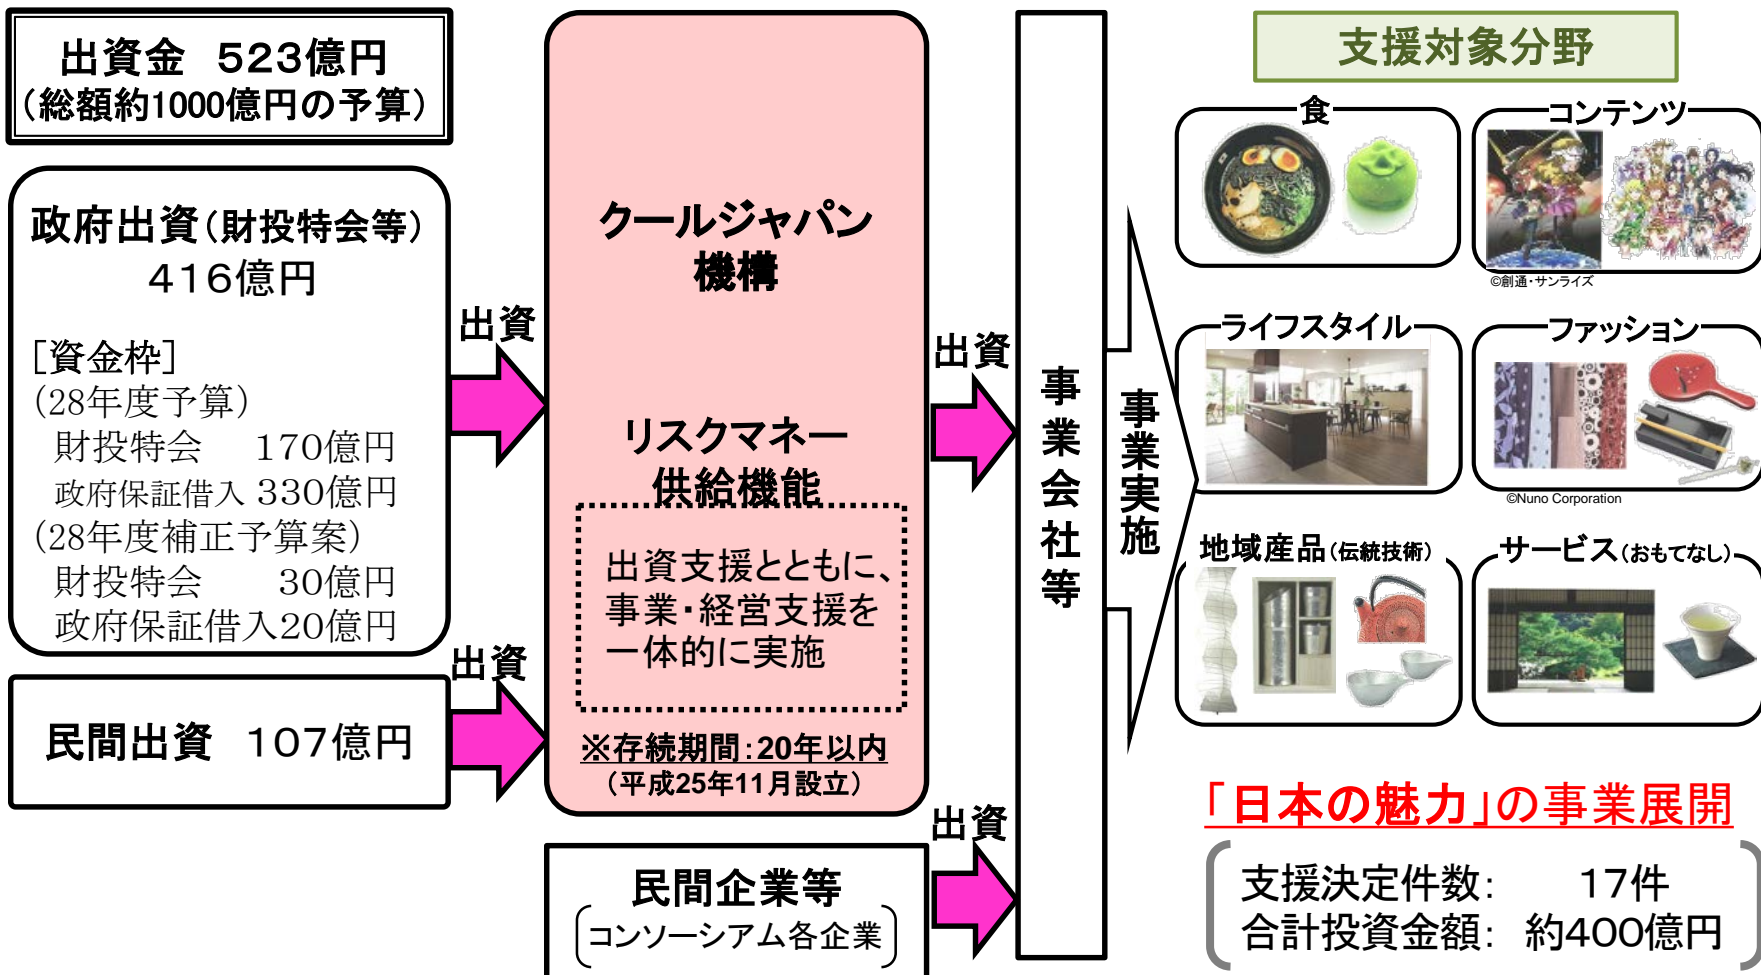 出資金　523億円
（総額約1000億円の予算）
政府出資（財投特会等）
416億円
［資金枠］
（28年度予算）
財投特会　170億円
政府保証借入 330億円
（28年度補正予算案）
財投特会　30億円
政府保証借入20億円
民間出資　107億円
出資
出資
クールジャパン
機構
リスクマネー
供給機能
出資支援とともに、
事業・経営支援を
一体的に実施
※存続期間：20年以内
（平成25年11月設立）
民間企業等
コンソーシアム各企業
出資
出資
事業会社等
事業実施
支援対象分野
食
コンテンツ
©創通・サンライズ
ライフスタイル
ファッション
©Nuno Corporation
地域産品（伝統技術）
サービス（おもてなし）
「日本の魅力」の事業展開
支援決定件数：　17件
合計投資金額：　約400億円